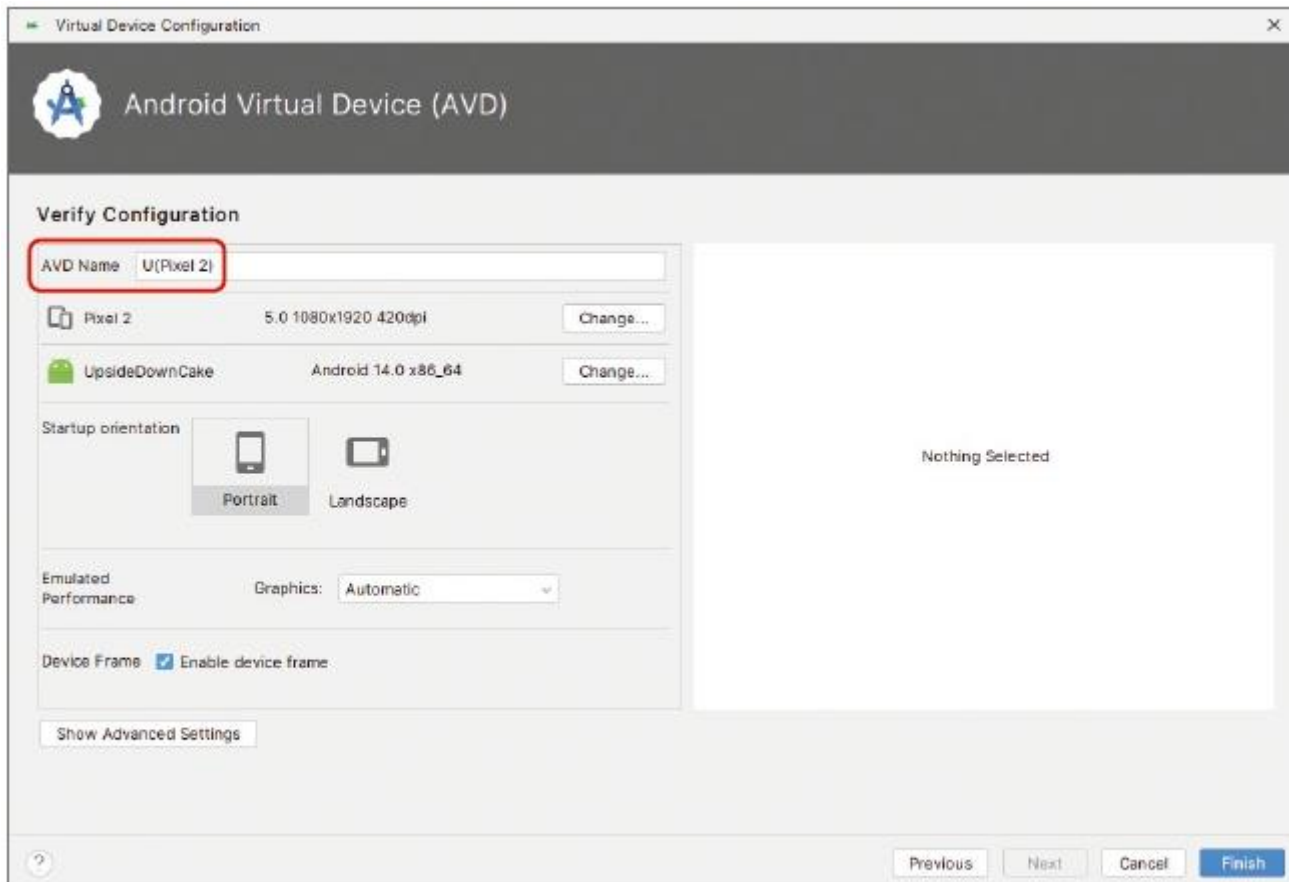 Virtual Device Configuration
Android Virtual Device (AVD)
Verify Configuration
AVD Name U(Pixel 2)
Pixel 2 5.0 1080x1920 420dpi Change...
UpsideDownCake Android 14.0 x86_64 Change...
Startup orientation
Portrait Landscape
Nothing Selected
Emulated
Performance
Graphics: Automatic
Device Frame Enable device frame
Show Advanced Settings
? Previous Next Cancel Finish